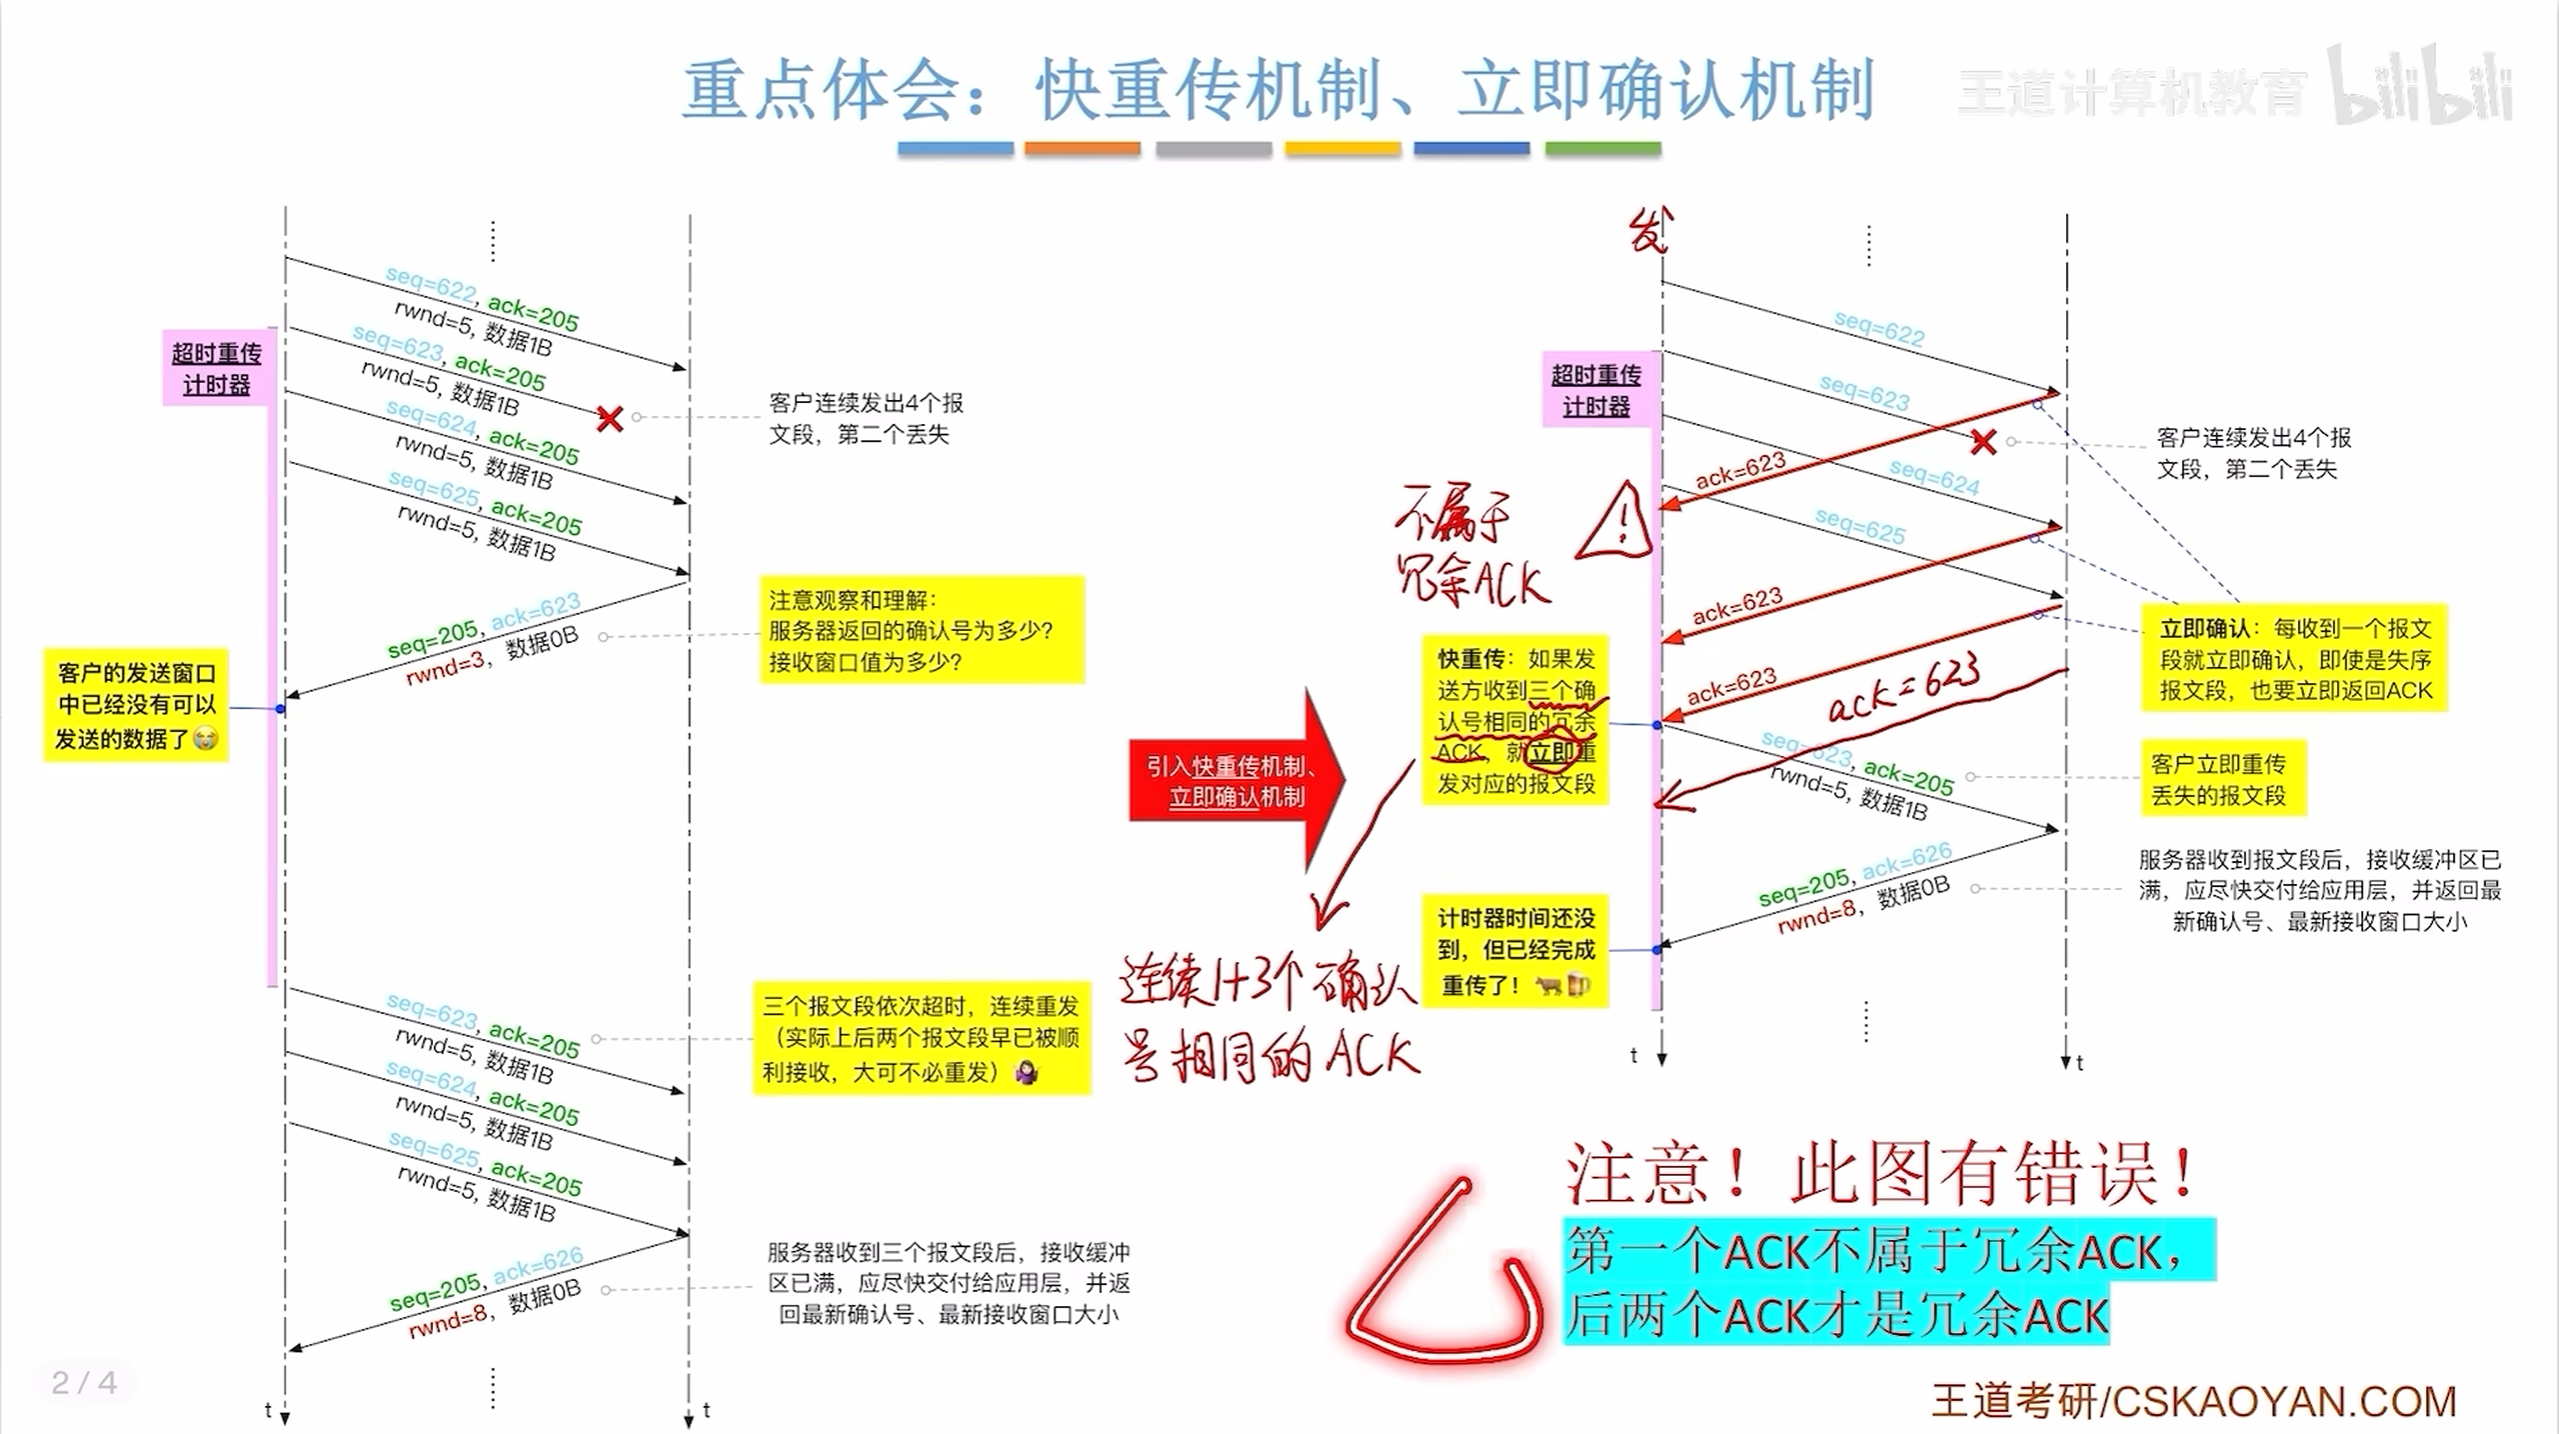 重点体会：快重传机制、立即确认机制
王道计算机教育 bilibili
seq=622, ack=205
rwnd=5, 数据1B
超时重传
计时器
seq=623, ack=205
rwnd=5, 数据1B
客户连续发出4个报
文段，第二个丢失
seq=624, ack=205
rwnd=5, 数据1B
seq=625, ack=205
rwnd=5, 数据1B
注意观察和理解：
服务器返回的确认号为多少？
接收窗口值为多少？
seq=205, ack=623
rwnd=3, 数据0B
客户的发送窗口
中已经没有可以
发送的数据了😭
seq=623, ack=205
rwnd=5, 数据1B
三个报文段依次超时，连续重发
（实际上后两个报文段早已被顺
利接收，大可不必重发）🤷‍♀️
seq=624, ack=205
rwnd=5, 数据1B
seq=625, ack=205
rwnd=5, 数据1B
seq=205, ack=626
rwnd=8, 数据0B
服务器收到三个报文段后，接收缓冲
区已满，应尽快交付给应用层，并返
回最新确认号、最新接收窗口大小
t
t
2 / 4
引入快重传机制、
立即确认机制
发
seq=622
超时重传
计时器
seq=623
客户连续发出4个报
文段，第二个丢失
ack=623
seq=624
不属于
冗余ACK
!
seq=625
ack=623
立即确认：每收到一个报文
段就立即确认，即使是失序
报文段，也要立即返回ACK
快重传：如果发
送方收到三个确
认号相同的冗余
ACK，就立即重
发对应的报文段
ack=623
ack=623
seq=623, ack=205
rwnd=5, 数据1B
客户立即重传
丢失的报文段
seq=205, ack=626
rwnd=8, 数据0B
服务器收到报文段后，接收缓冲区已
满，应尽快交付给应用层，并返回最
新确认号、最新接收窗口大小
计时器时间还没
到，但已经完成
重传了！🐂🍺
连续1+3个确认
号相同的ACK
t
t
注意！此图有错误！
第一个ACK不属于冗余ACK，
后两个ACK才是冗余ACK
王道考研/CSKAOYAN.COM